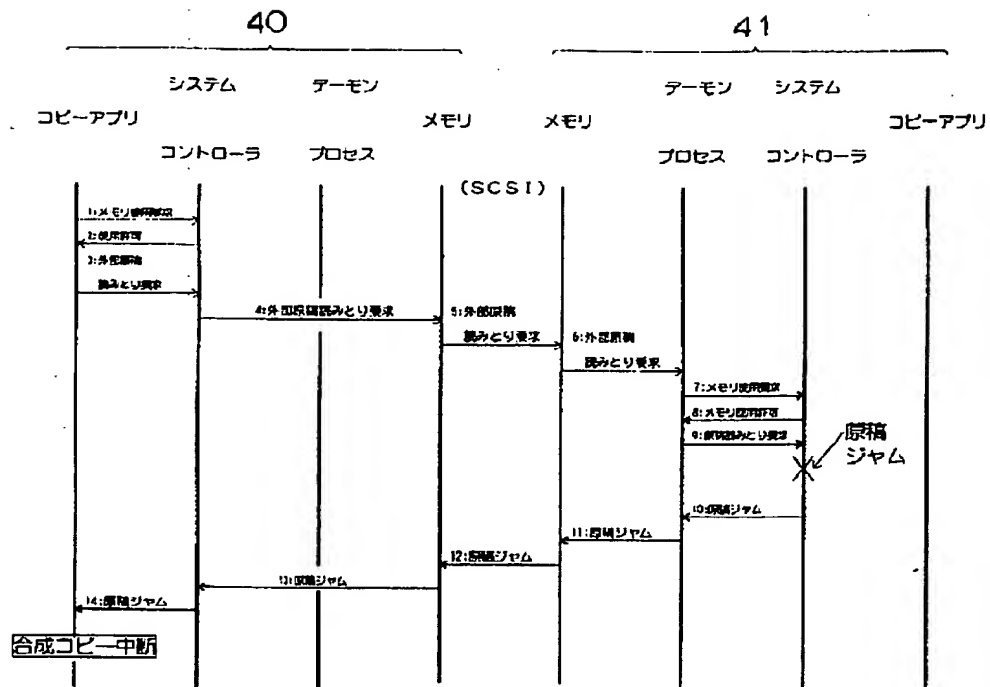 40
41
システム
デーモン
デーモン
システム
コピーアプリ
メモリ
メモリ
コピーアプリ
コントローラ
プロセス
プロセス
コントローラ
(SCSI)
1:メモリ使用要求
2:使用許可
3:外部原稿
読みとり要求
4:外部原稿読みとり要求
5:外部原稿
読みとり要求
6:外部原稿
読みとり要求
7:メモリ使用要求
8:メモリ使用許可
9:原稿読みとり要求
原稿
ジャム
10:原稿ジャム
11:原稿ジャム
12:原稿ジャム
13:原稿ジャム
14:原稿ジャム
合成コピー中断